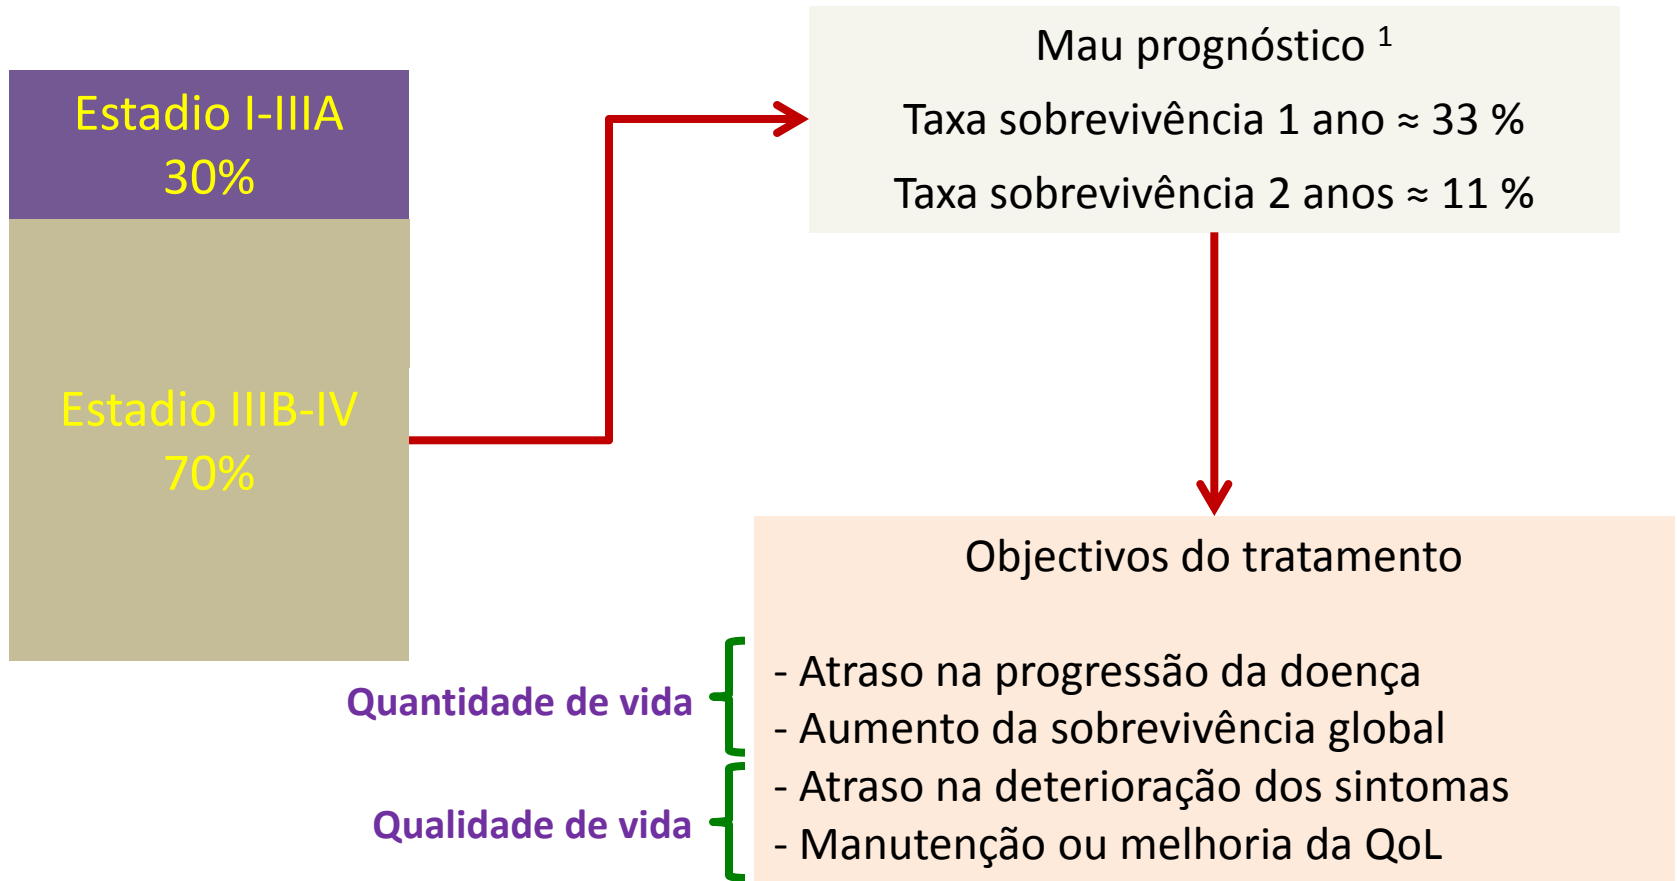 Estadio I-IIIA
30%
Estadio IIIB-IV
70%
Mau prognóstico ¹
Taxa sobrevivência 1 ano ≈ 33 %
Taxa sobrevivência 2 anos ≈ 11 %
Objectivos do tratamento
Quantidade de vida
- Atraso na progressão da doença
- Aumento da sobrevivência global
Qualidade de vida
- Atraso na deterioração dos sintomas
- Manutenção ou melhoria da QoL